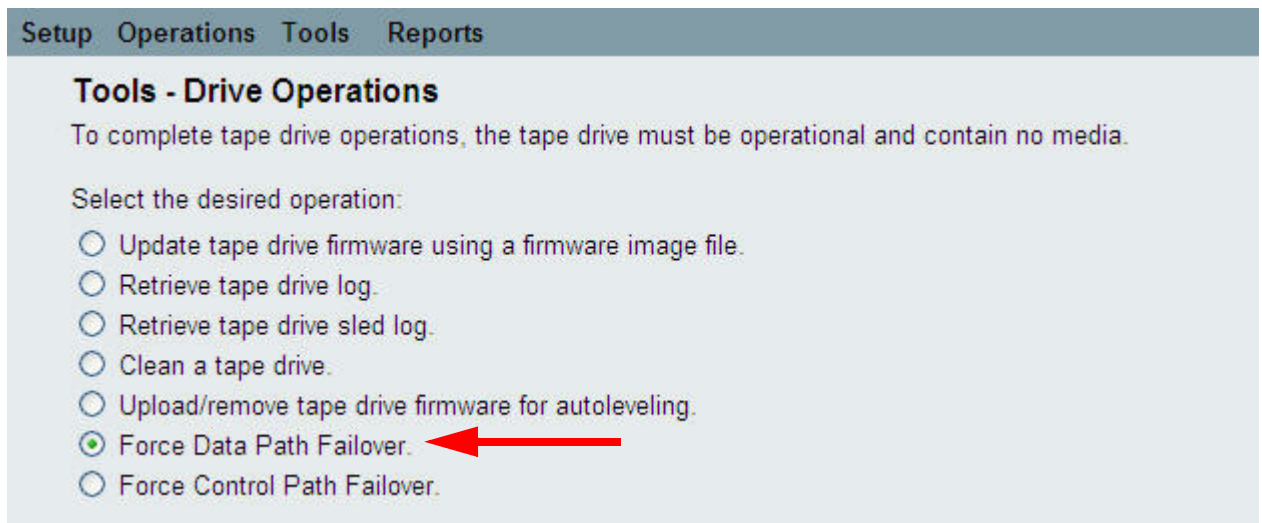 Setup Operations Tools Reports
Tools - Drive Operations
To complete tape drive operations, the tape drive must be operational and contain no media.
Select the desired operation:
Update tape drive firmware using a firmware image file.
Retrieve tape drive log.
Retrieve tape drive sled log.
Clean a tape drive.
Upload/remove tape drive firmware for autoleveling.
Force Data Path Failover.
Force Control Path Failover.